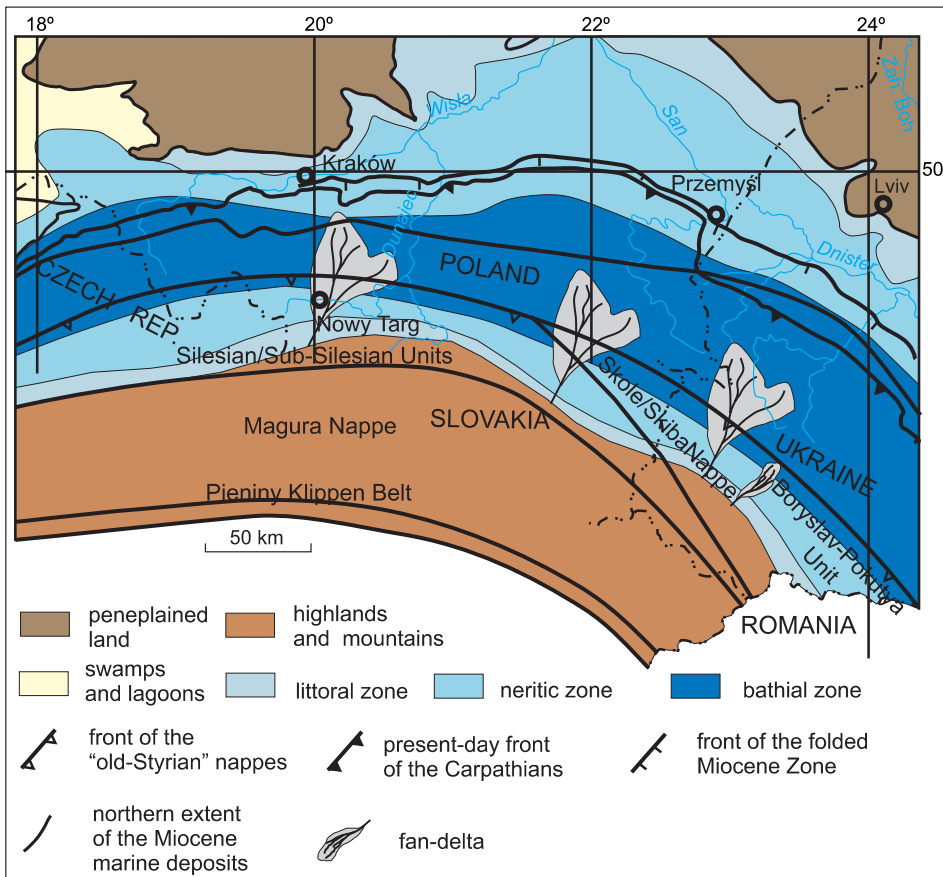 18º
20º
22º
24º
Wisła
San
Zah. Boh
Kraków
50
Przemyśl
Lviv
Dunajec
Dnister
POLAND
CZECH
REP.
Nowy Targ
Silesian/Sub-Silesian Units
Skole/Skiba Nappe
SLOVAKIA
Magura Nappe
UKRAINE
Boryslav-Pokutya
Unit
Pieniny Klippen Belt
50 km
ROMANIA
peneplained
land
highlands
and mountains
swamps
and lagoons
littoral zone
neritic zone
bathial zone
front of the
“old-Styrian” nappes
present-day front
of the Carpathians
front of the folded
Miocene Zone
northern extent
of the Miocene
marine deposits
fan-delta